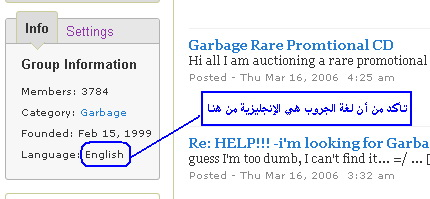 Info
Settings
Group Information
Members: 3784
Category: Garbage
Founded: Feb 15, 1999
Language: English
Garbage Rare Promtional CD
Hi all I am auctioning a rare promotional
Posted - Thu Mar 16, 2006 4:25 am
تأكد من أن لغة الجروب هي الإنجليزية من هنا
Re: HELP!!! -i'm looking for Garba
guess I'm too dumb, I can't find it... =/ ... [
Posted - Thu Mar 16, 2006 3:32 am